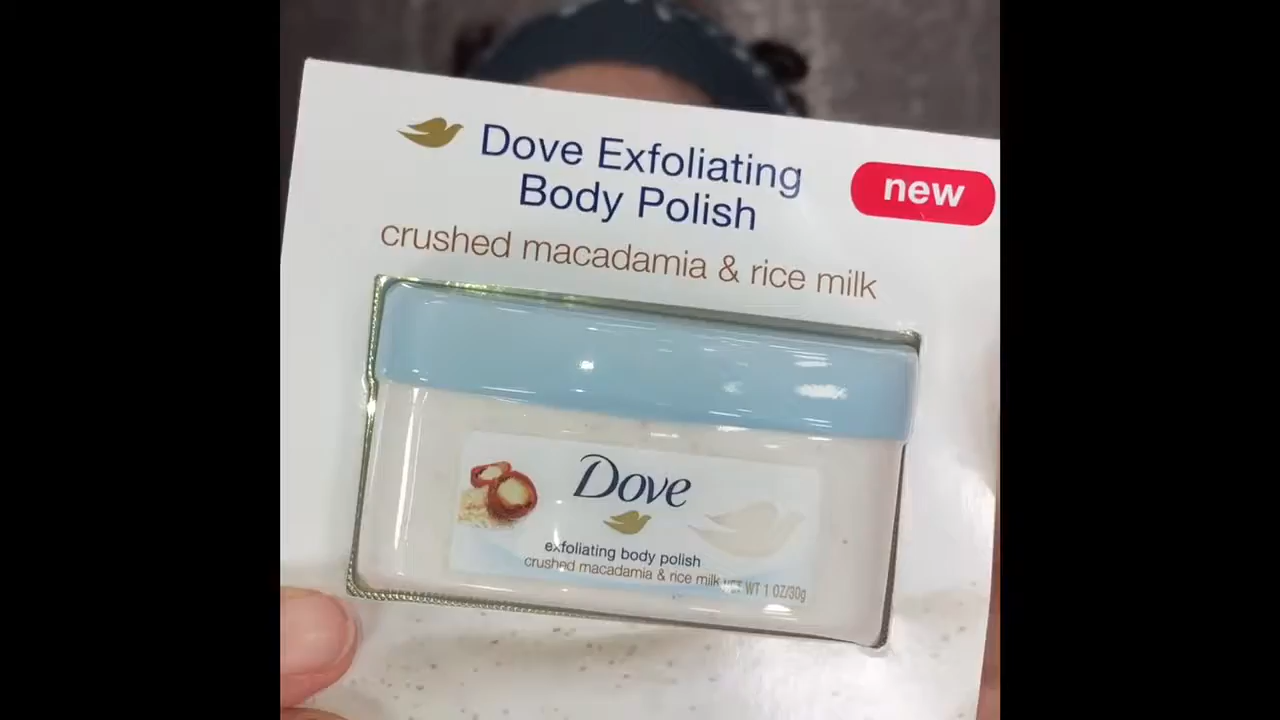 Dove Exfoliating
Body Polish
new
crushed macadamia & rice milk
Dove
exfoliating body polish
crushed macadamia & rice milk NET WT 1 OZ/30g